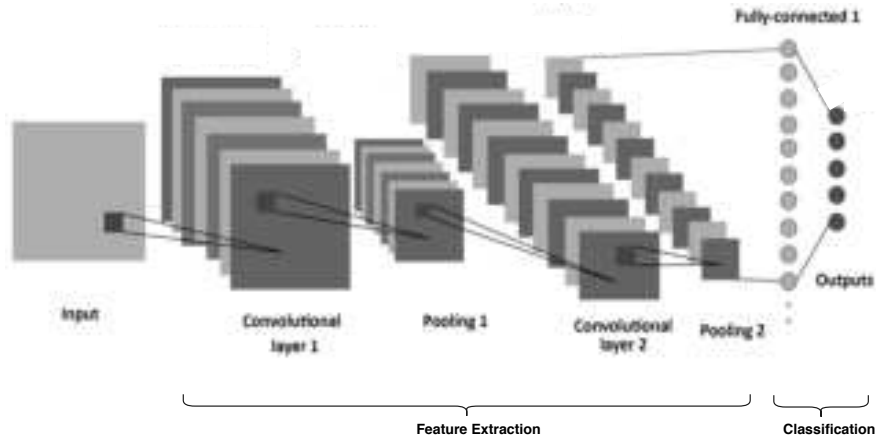 Fully-connected 1
Input
Convolutional
layer 1
Pooling 1
Convolutional
layer 2
Pooling 2
Outputs
Feature Extraction
Classification